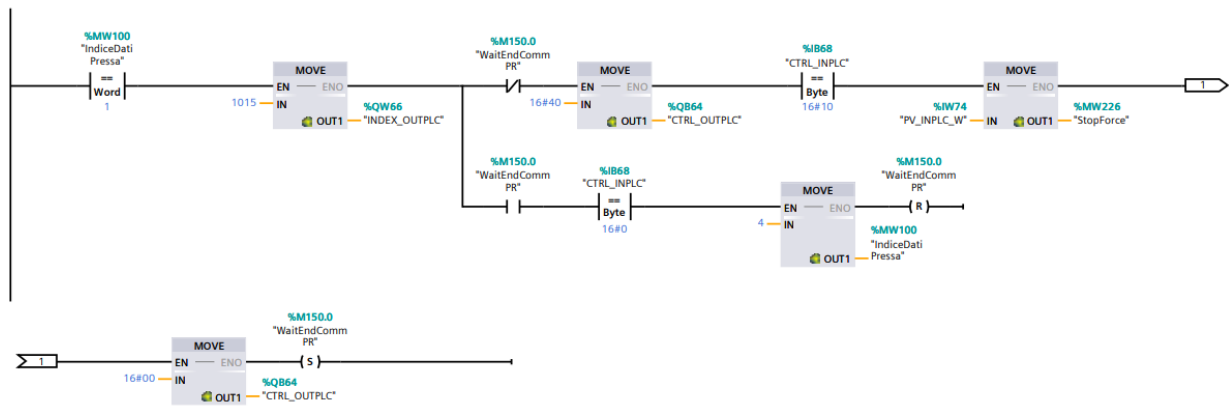 %MW100
"IndiceDati
Pressa"
==
Word
1
MOVE
EN ENO
1015 IN
%QW66
OUT1 "INDEX_OUTPLC"
%M150.0
"WaitEndComm
PR"
MOVE
EN ENO
16#40 IN
%QB64
OUT1 "CTRL_OUTPLC"
%IB68
"CTRL_INPLC"
==
Byte
16#10
MOVE
EN ENO
%IW74
"PV_INPLC_W" IN
%MW226
OUT1 "StopForce"
1
%M150.0
"WaitEndComm
PR"
%IB68
"CTRL_INPLC"
==
Byte
16#0
MOVE
EN ENO
4 IN
%MW100
"IndiceDati
OUT1 Pressa"
%M150.0
"WaitEndComm
PR"
R
1
MOVE
EN ENO
16#00 IN
%QB64
OUT1 "CTRL_OUTPLC"
%M150.0
"WaitEndComm
PR"
S